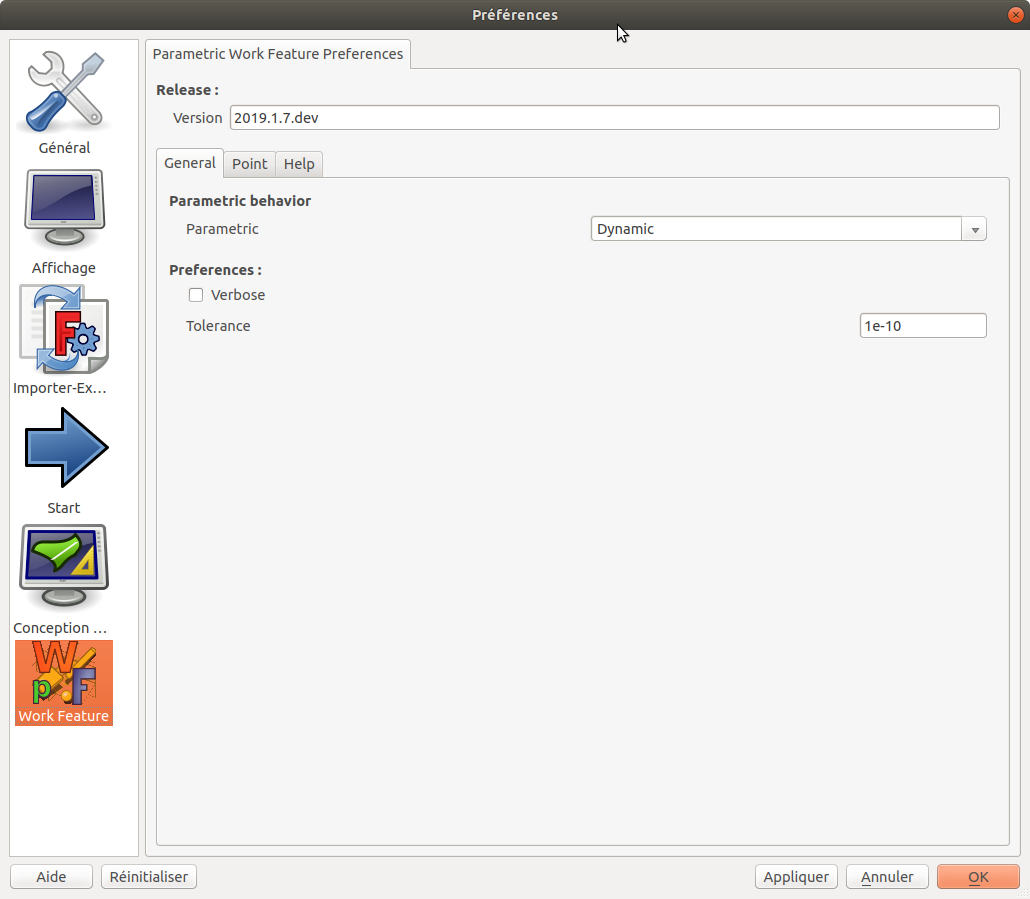 Préférences
Général
Affichage
Importer-Ex...
Start
Conception ...
W
p F
Work Feature
Parametric Work Feature Preferences
Release :
Version 2019.1.7.dev
General Point Help
Parametric behavior
Parametric Dynamic
Preferences :
Verbose
Tolerance 1e-10
Aide Réinitialiser Appliquer Annuler OK